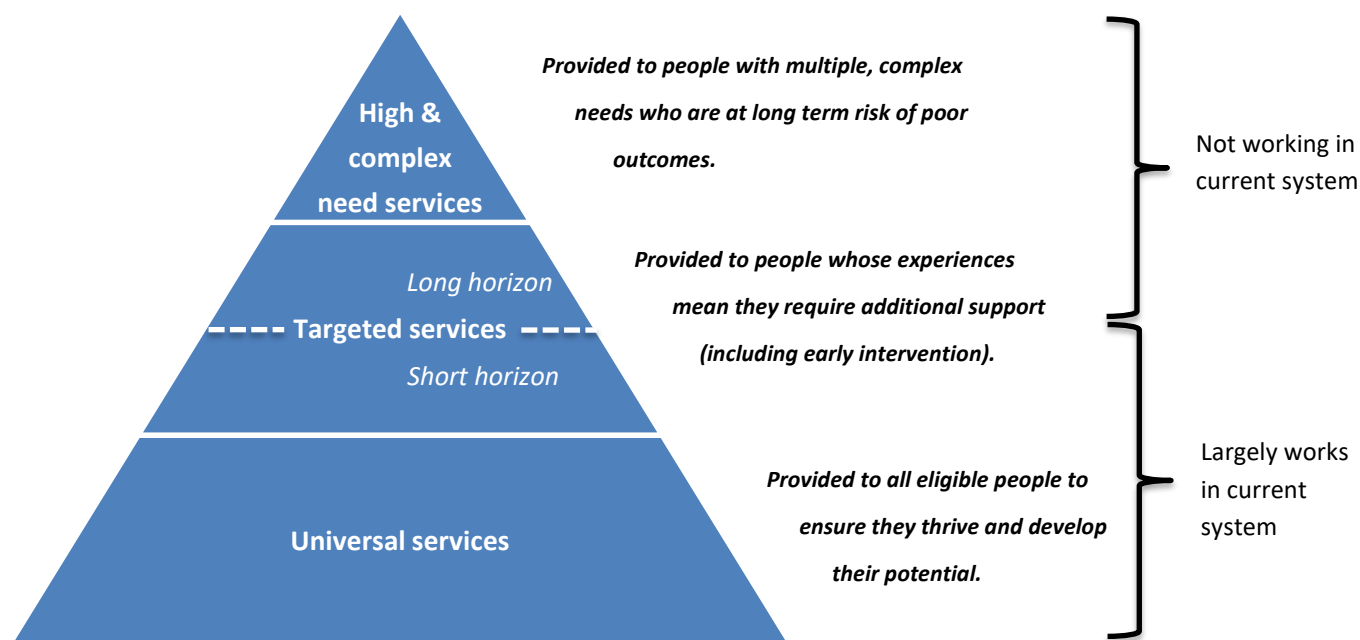 High &
complex
need services
Provided to people with multiple, complex
needs who are at long term risk of poor
outcomes.
Not working in
current system
Long horizon
Targeted services
Short horizon
Provided to people whose experiences
mean they require additional support
(including early intervention).
Largely works
in current
system
Universal services
Provided to all eligible people to
ensure they thrive and develop
their potential.